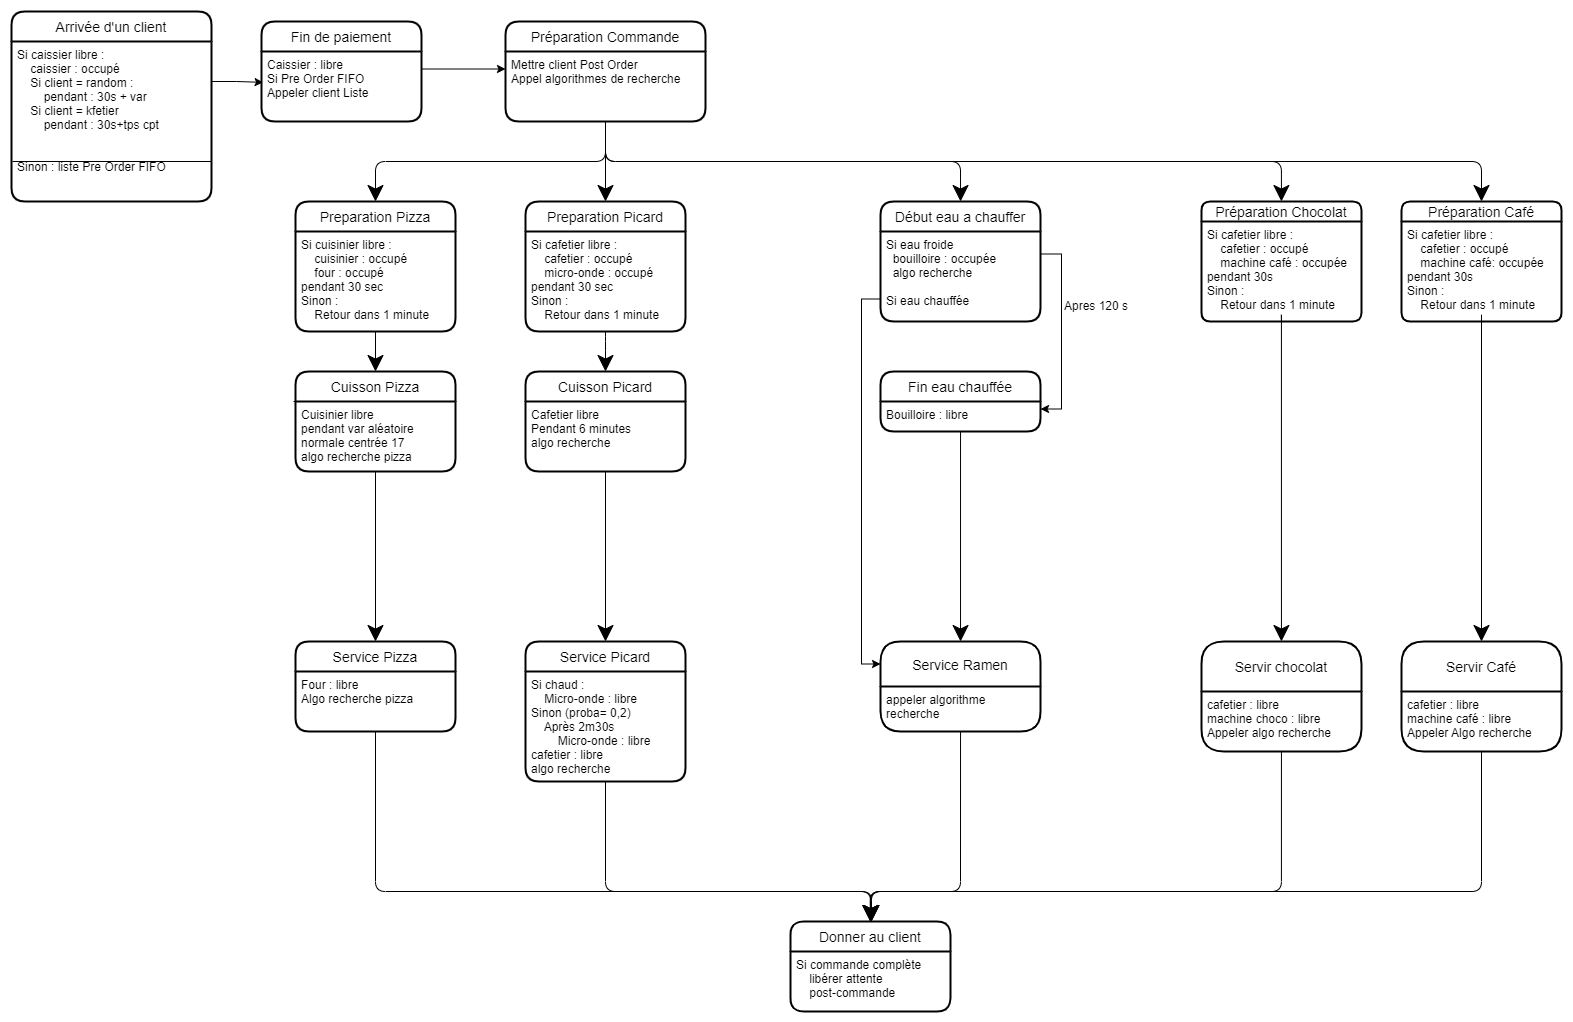 Arrivée d'un client
Si caissier libre :
caissier : occupé
Si client = random :
pendant : 30s + var
Si client = kfetier
pendant : 30s+tps cpt
Sinon : liste Pre Order FIFO
Fin de paiement
Caissier : libre
Si Pre Order FIFO
Appeler client Liste
Préparation Commande
Mettre client Post Order
Appel algorithmes de recherche
Preparation Pizza
Si cuisinier libre :
cuisinier : occupé
four : occupé
pendant 30 sec
Sinon :
Retour dans 1 minute
Preparation Picard
Si cafetier libre :
cafetier : occupé
micro-onde : occupé
pendant 30 sec
Sinon :
Retour dans 1 minute
Début eau a chauffer
Si eau froide
bouilloire : occupée
algo recherche
Si eau chauffée
Apres 120 s
Préparation Chocolat
Si cafetier libre :
cafetier : occupé
machine café : occupée
pendant 30s
Sinon :
Retour dans 1 minute
Préparation Café
Si cafetier libre :
cafetier : occupé
machine café: occupée
pendant 30s
Sinon :
Retour dans 1 minute
Cuisson Pizza
Cuisinier libre
pendant var aléatoire
normale centrée 17
algo recherche pizza
Cuisson Picard
Cafetier libre
Pendant 6 minutes
algo recherche
Fin eau chauffée
Bouilloire : libre
Service Pizza
Four : libre
Algo recherche pizza
Service Picard
Si chaud :
Micro-onde : libre
Sinon (proba= 0,2)
Après 2m30s
Micro-onde : libre
cafetier : libre
algo recherche
Service Ramen
appeler algorithme
recherche
Servir chocolat
cafetier : libre
machine choco : libre
Appeler algo recherche
Servir Café
cafetier : libre
machine café : libre
Appeler Algo recherche
Donner au client
Si commande complète
libérer attente
post-commande